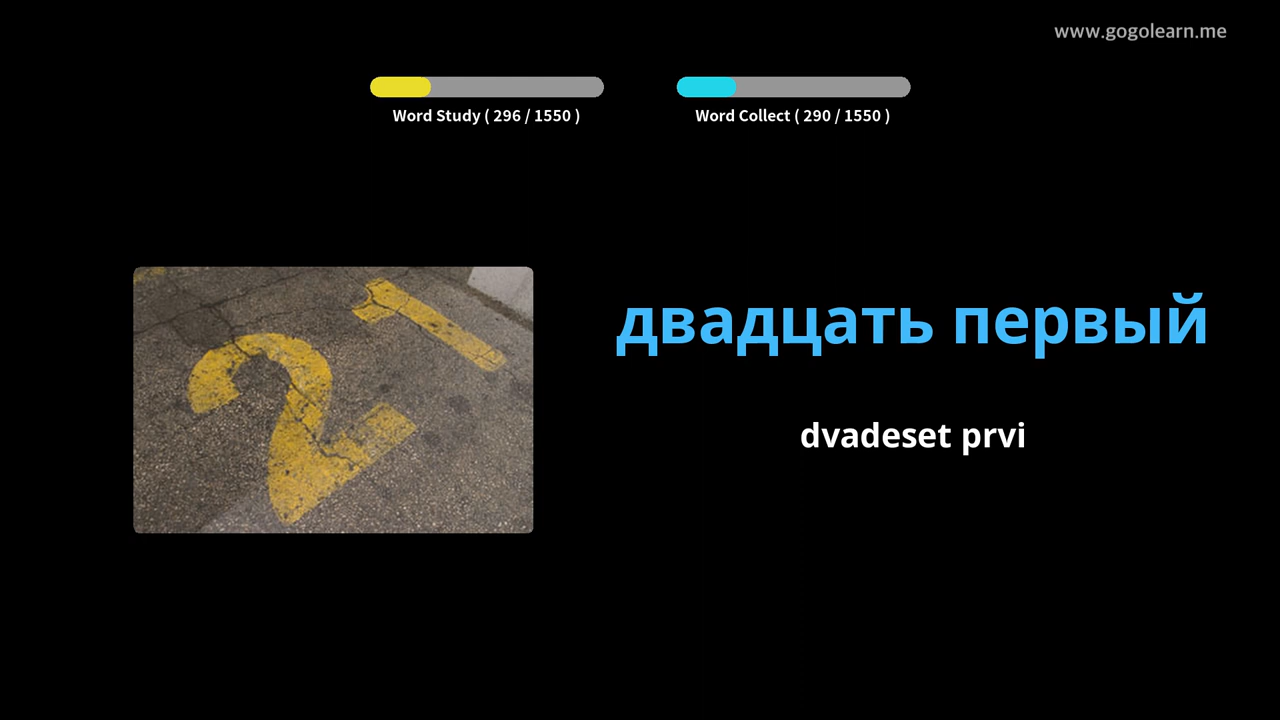 www.gogolearn.me
Word Study ( 296 / 1550 )
Word Collect ( 290 / 1550 )
21
двадцать первый
dvadeset prvi